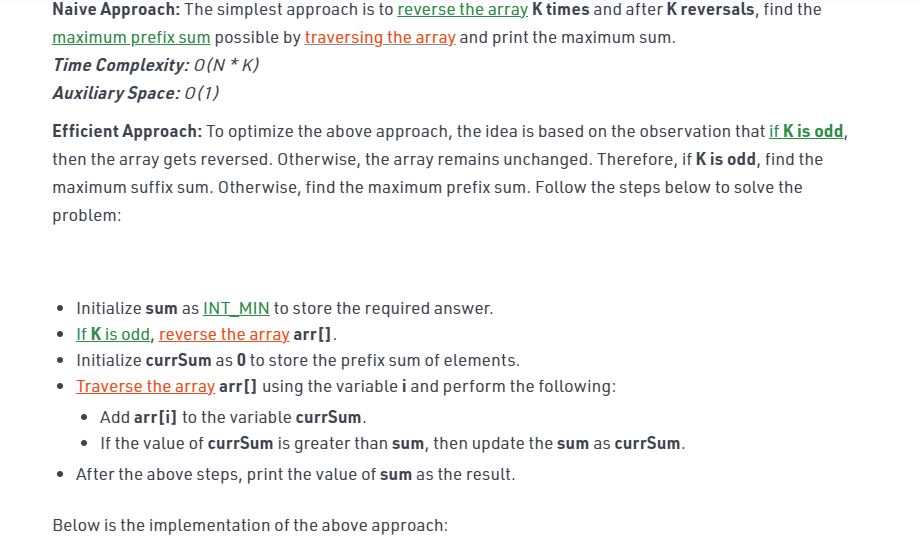 Naive Approach: The simplest approach is to reverse the array K times and after K reversals, find the
maximum prefix sum possible by traversing the array and print the maximum sum.
Time Complexity: O(N * K)
Auxiliary Space: O(1)
Efficient Approach: To optimize the above approach, the idea is based on the observation that if K is odd,
then the array gets reversed. Otherwise, the array remains unchanged. Therefore, if K is odd, find the
maximum suffix sum. Otherwise, find the maximum prefix sum. Follow the steps below to solve the
problem:
• Initialize sum as INT_MIN to store the required answer.
• If K is odd, reverse the array arr[].
• Initialize currSum as 0 to store the prefix sum of elements.
• Traverse the array arr[] using the variable i and perform the following:
• Add arr[i] to the variable currSum.
• If the value of currSum is greater than sum, then update the sum as currSum.
• After the above steps, print the value of sum as the result.
Below is the implementation of the above approach: